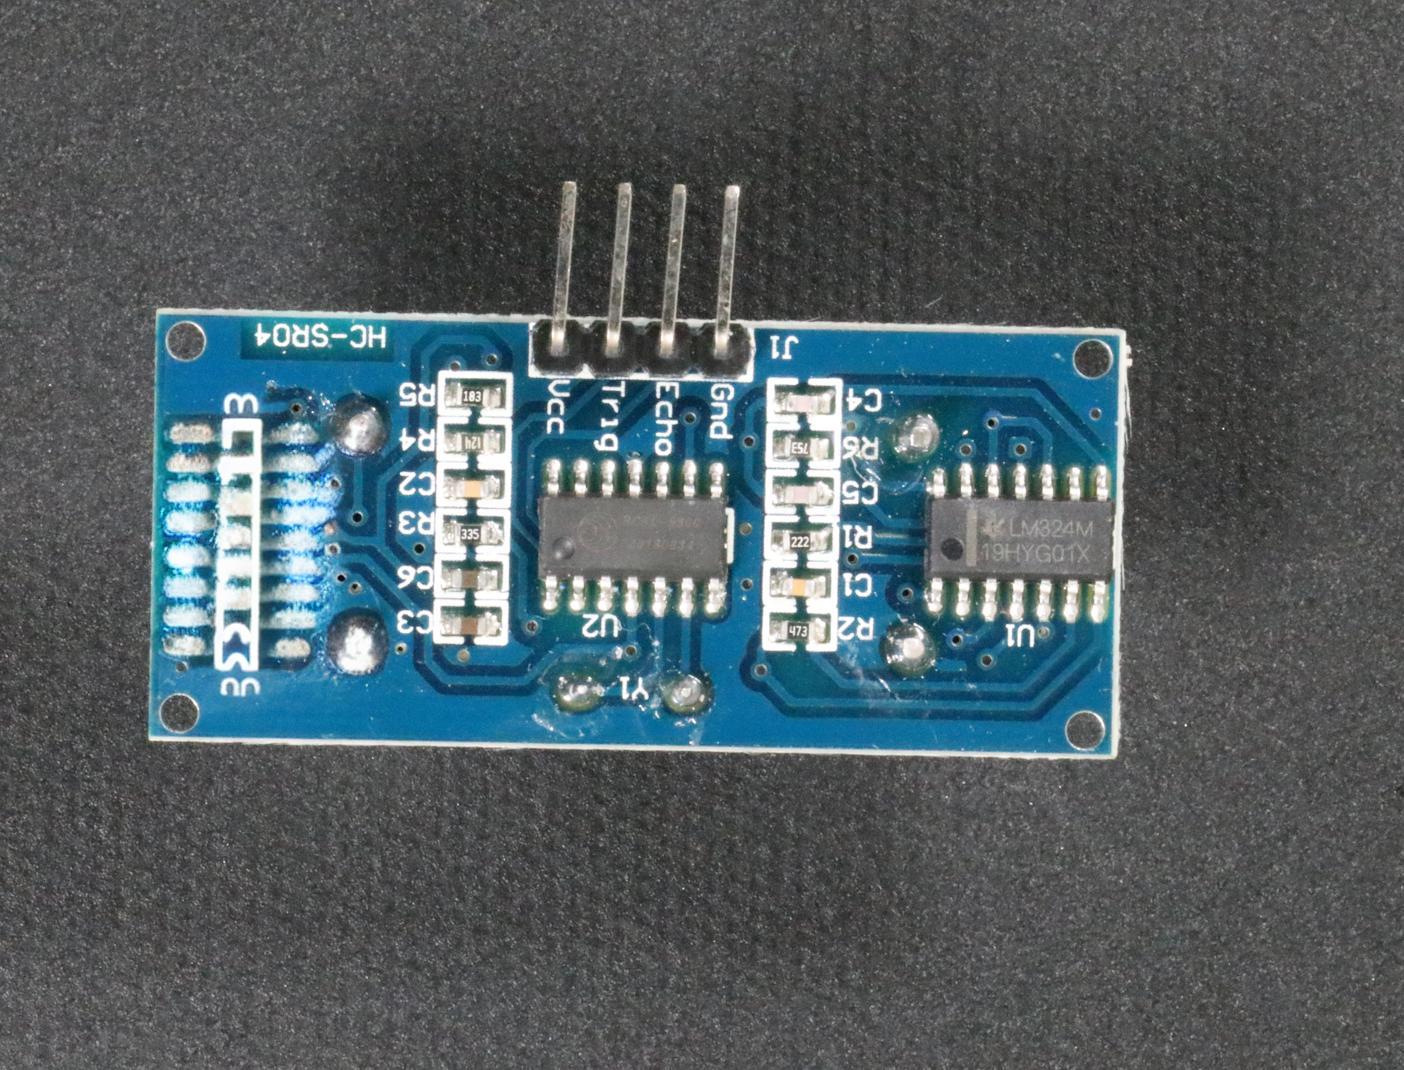 HC-SR04
J1
Vcc
Trig
Echo
Gnd
R5
103
R4
C2
R3
335
C6
C3
C4
R6
C5
R1
222
C1
R2
473
U2
LM324M
19HYG01X
U1
Y1